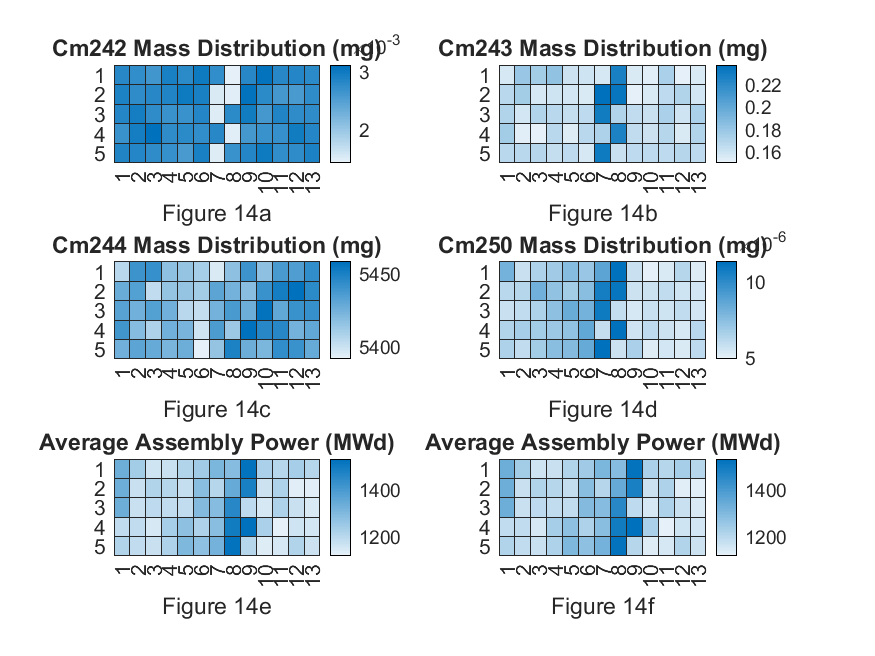 Cm242 Mass Distribution (mg)
×10-3
1
2
3
4
5
3
2
1 2 3 4 5 6 7 8 9 10 11 12 13
Figure 14a
Cm243 Mass Distribution (mg)
1
2
3
4
5
0.22
0.2
0.18
0.16
1 2 3 4 5 6 7 8 9 10 11 12 13
Figure 14b
Cm244 Mass Distribution (mg)
1
2
3
4
5
5450
5400
1 2 3 4 5 6 7 8 9 10 11 12 13
Figure 14c
Cm250 Mass Distribution (mg)
×10-6
1
2
3
4
5
10
5
1 2 3 4 5 6 7 8 9 10 11 12 13
Figure 14d
Average Assembly Power (MWd)
1
2
3
4
5
1400
1200
1 2 3 4 5 6 7 8 9 10 11 12 13
Figure 14e
Average Assembly Power (MWd)
1
2
3
4
5
1400
1200
1 2 3 4 5 6 7 8 9 10 11 12 13
Figure 14f